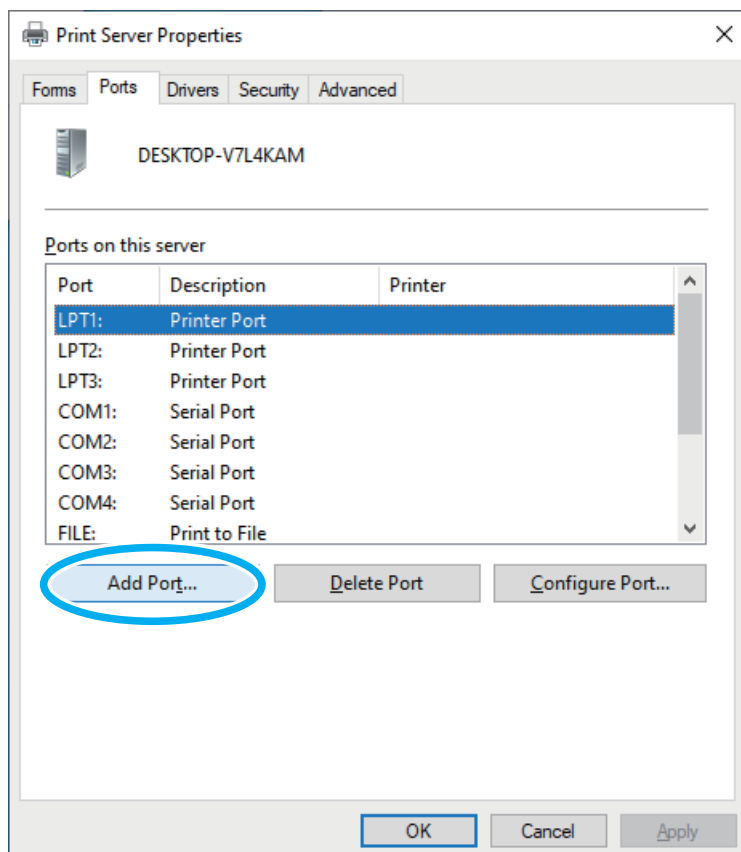 Print Server Properties
Forms Ports Drivers Security Advanced
DESKTOP-V7L4KAM
Ports on this server
Port Description Printer
LPT1: Printer Port
LPT2: Printer Port
LPT3: Printer Port
COM1: Serial Port
COM2: Serial Port
COM3: Serial Port
COM4: Serial Port
FILE: Print to File
Add Port... Delete Port Configure Port...
OK Cancel Apply